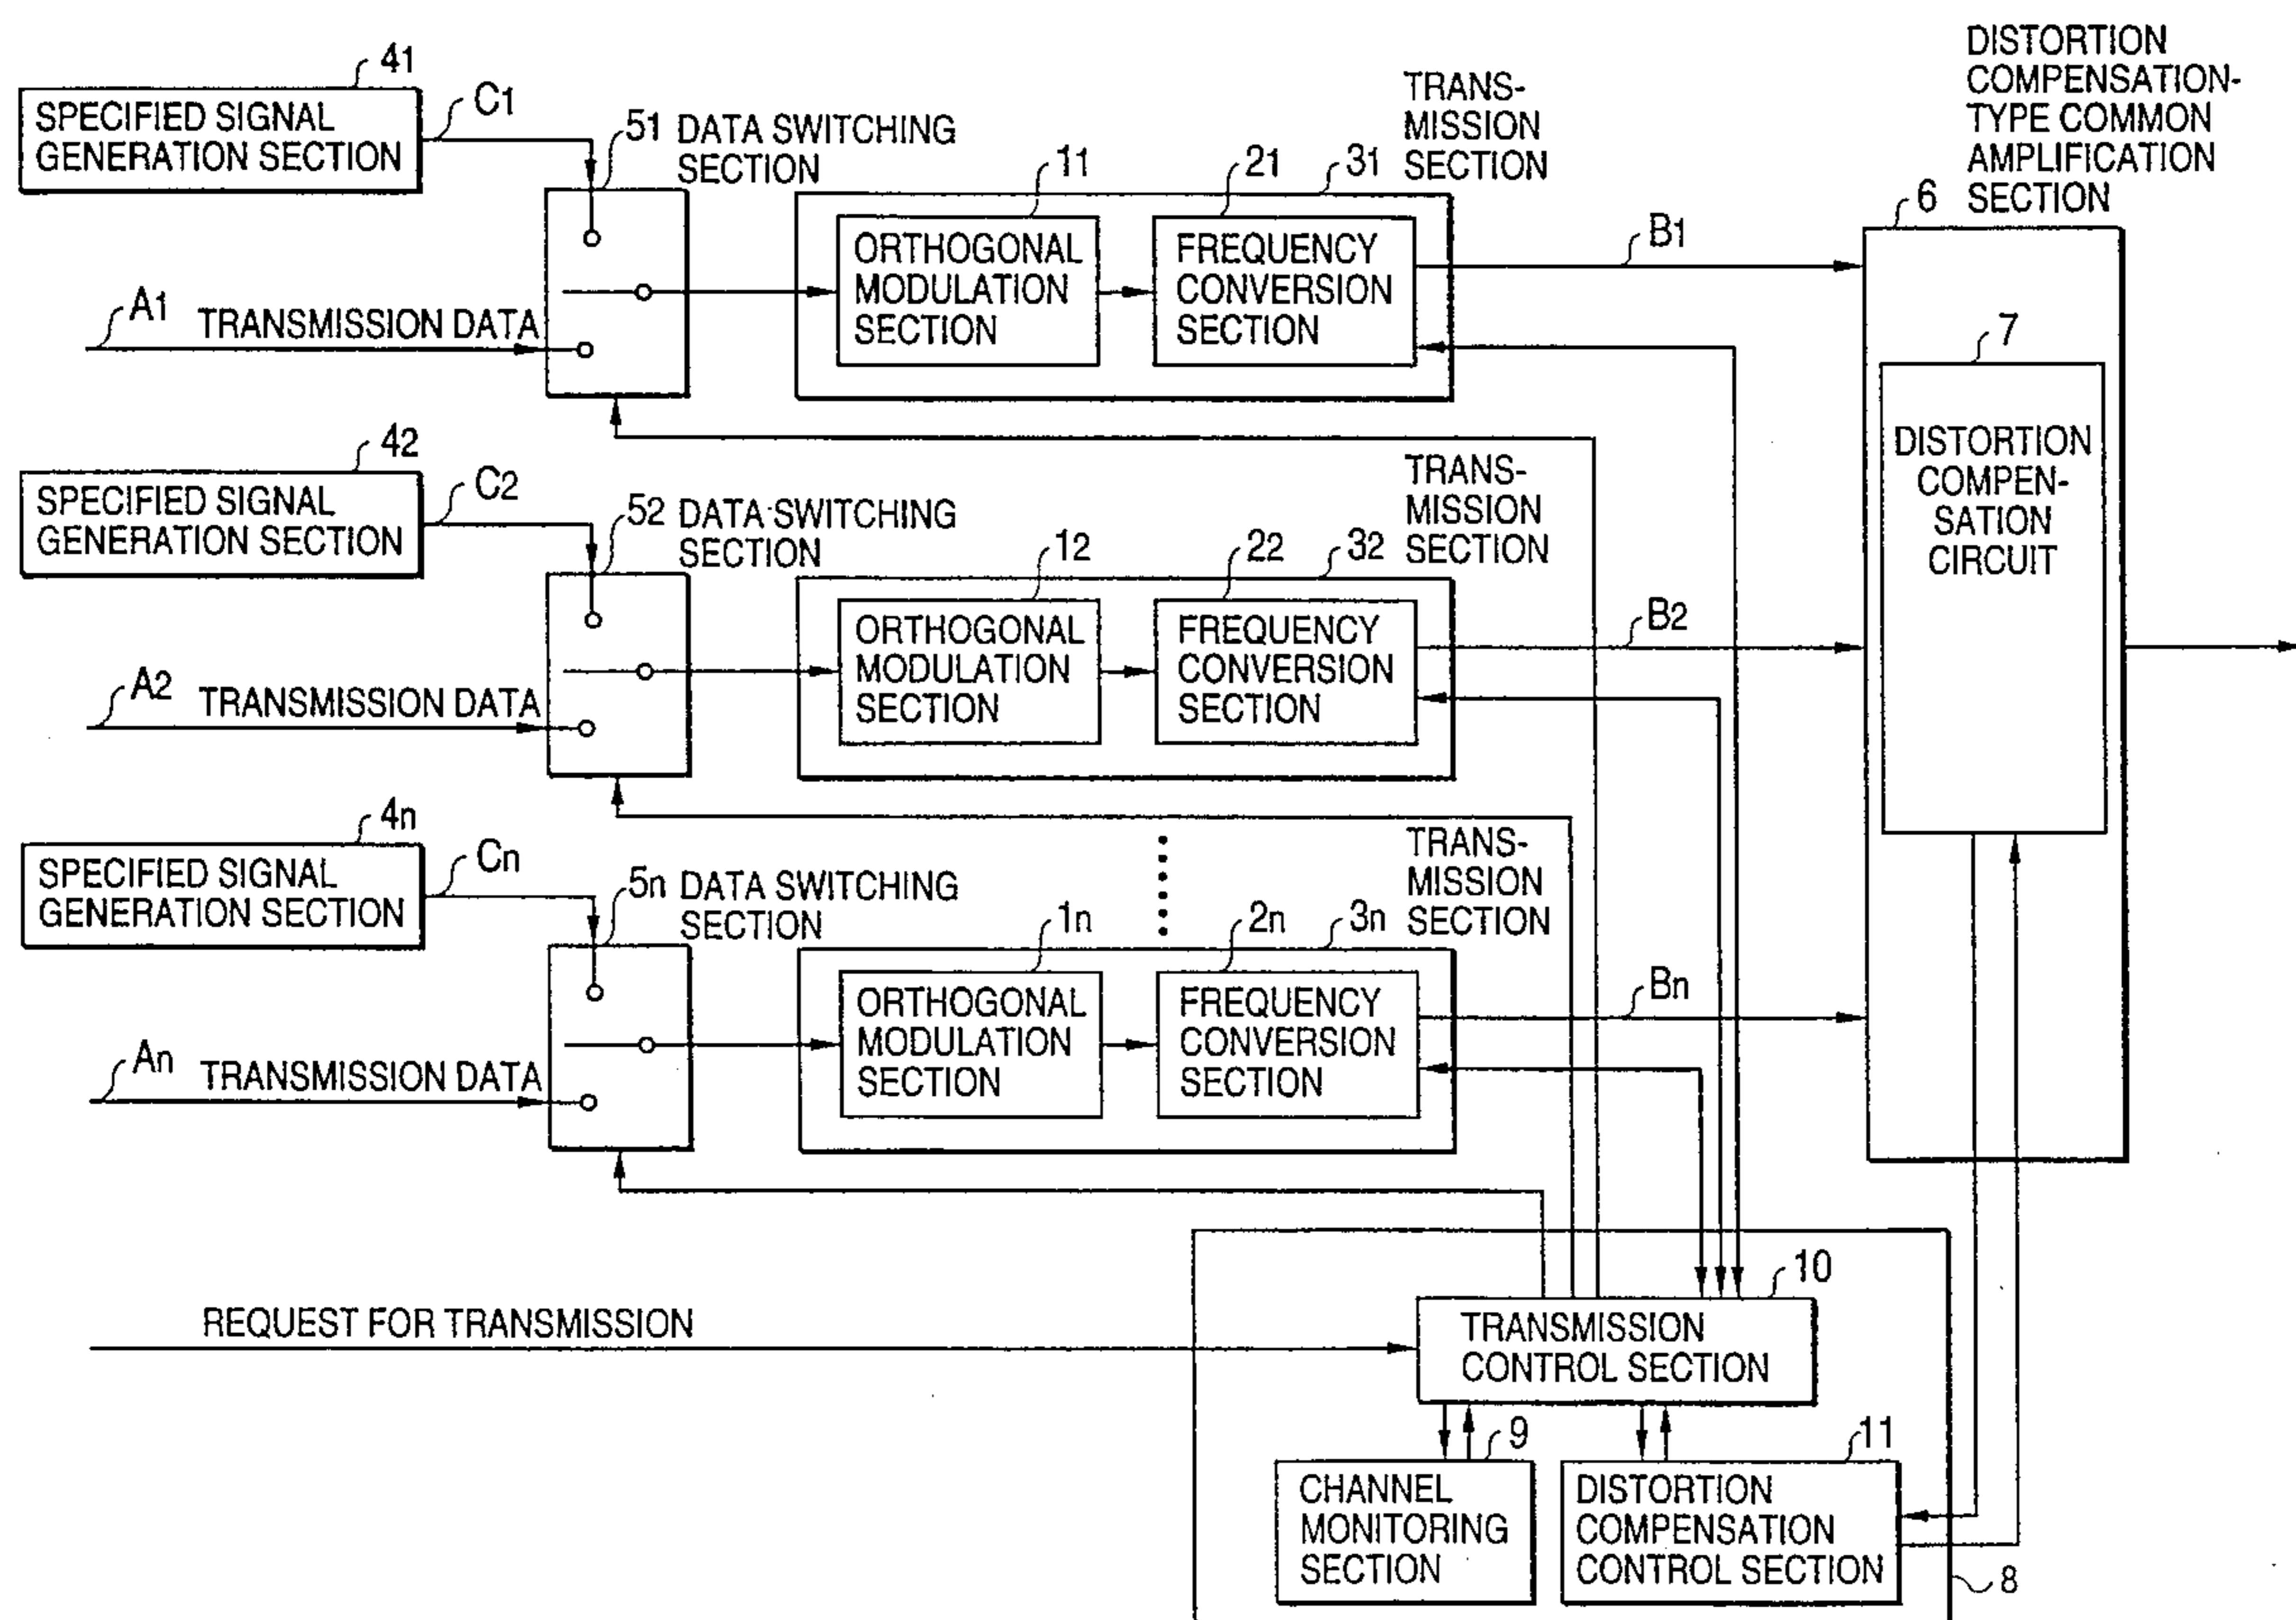 DISTORTION
COMPENSATION-
TYPE COMMON
AMPLIFICATION
SECTION
6
41
SPECIFIED SIGNAL
GENERATION SECTION
C1
51
DATA SWITCHING
SECTION
TRANS-
MISSION
SECTION
11
21
31
A1
TRANSMISSION DATA
ORTHOGONAL
MODULATION
SECTION
FREQUENCY
CONVERSION
SECTION
B1
7
DISTORTION
COMPEN-
SATION
CIRCUIT
42
SPECIFIED SIGNAL
GENERATION SECTION
C2
52
DATA SWITCHING
SECTION
TRANS-
MISSION
SECTION
12
22
32
A2
TRANSMISSION DATA
ORTHOGONAL
MODULATION
SECTION
FREQUENCY
CONVERSION
SECTION
B2
4n
SPECIFIED SIGNAL
GENERATION SECTION
Cn
5n
DATA SWITCHING
SECTION
TRANS-
MISSION
SECTION
1n
2n
3n
An
TRANSMISSION DATA
ORTHOGONAL
MODULATION
SECTION
FREQUENCY
CONVERSION
SECTION
Bn
REQUEST FOR TRANSMISSION
10
TRANSMISSION
CONTROL SECTION
9
CHANNEL
MONITORING
SECTION
11
DISTORTION
COMPENSATION
CONTROL SECTION
8